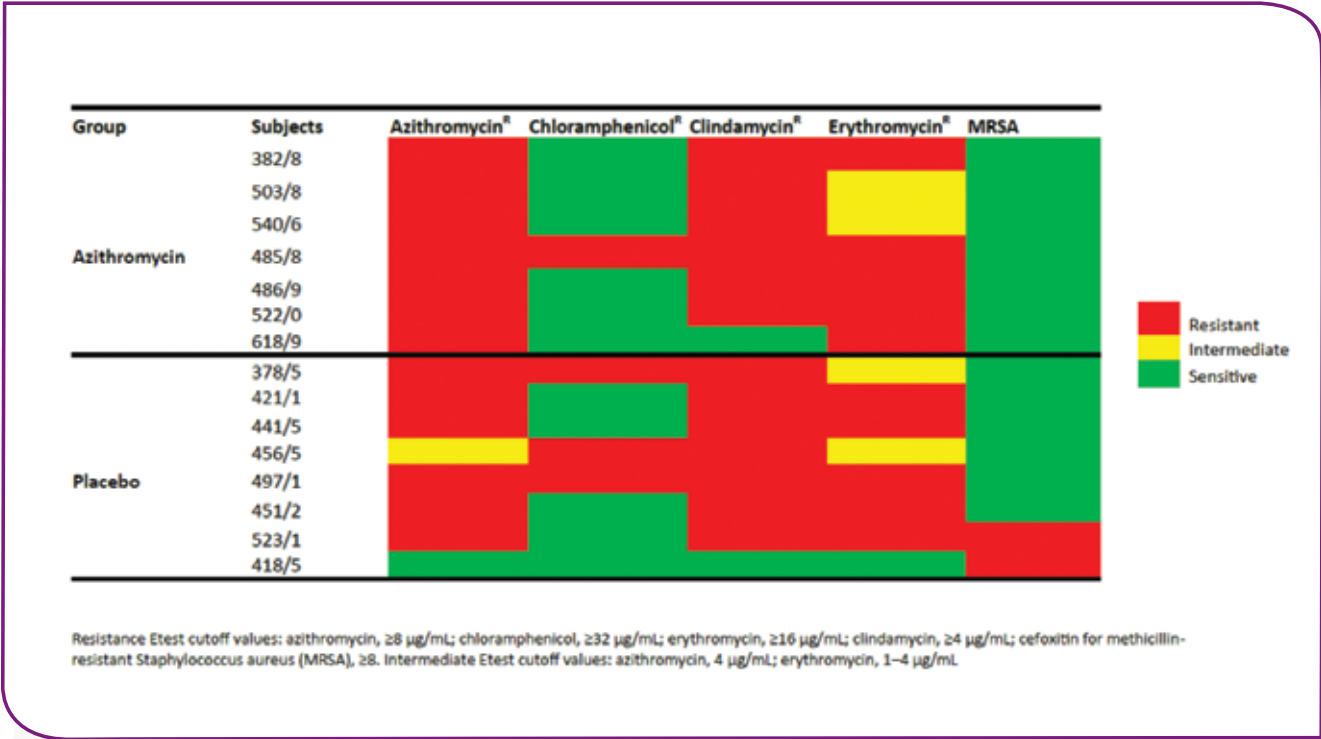 Group Subjects Azithromycin^R Chloramphenicol^R Clindamycin^R Erythromycin^R MRSA
382/8
503/8
540/6
Azithromycin 485/8
486/9
522/0
618/9
378/5
421/1
441/5
456/5
Placebo 497/1
451/2
523/1
418/5
Resistant
Intermediate
Sensitive
Resistance Etest cutoff values: azithromycin, ≥8 µg/mL; chloramphenicol, ≥32 µg/mL; erythromycin, ≥16 µg/mL; clindamycin, ≥4 µg/mL; cefoxitin for methicillin-
resistant Staphylococcus aureus (MRSA), ≥8. Intermediate Etest cutoff values: azithromycin, 4 µg/mL; erythromycin, 1–4 µg/mL